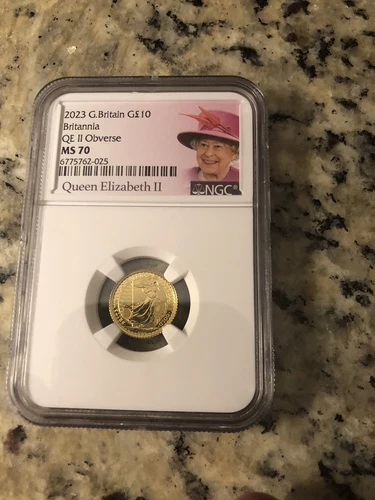 2023 G.Britain G£10
Britannia
QE II Obverse
MS 70
6775762-025
Queen Elizabeth II
NGC